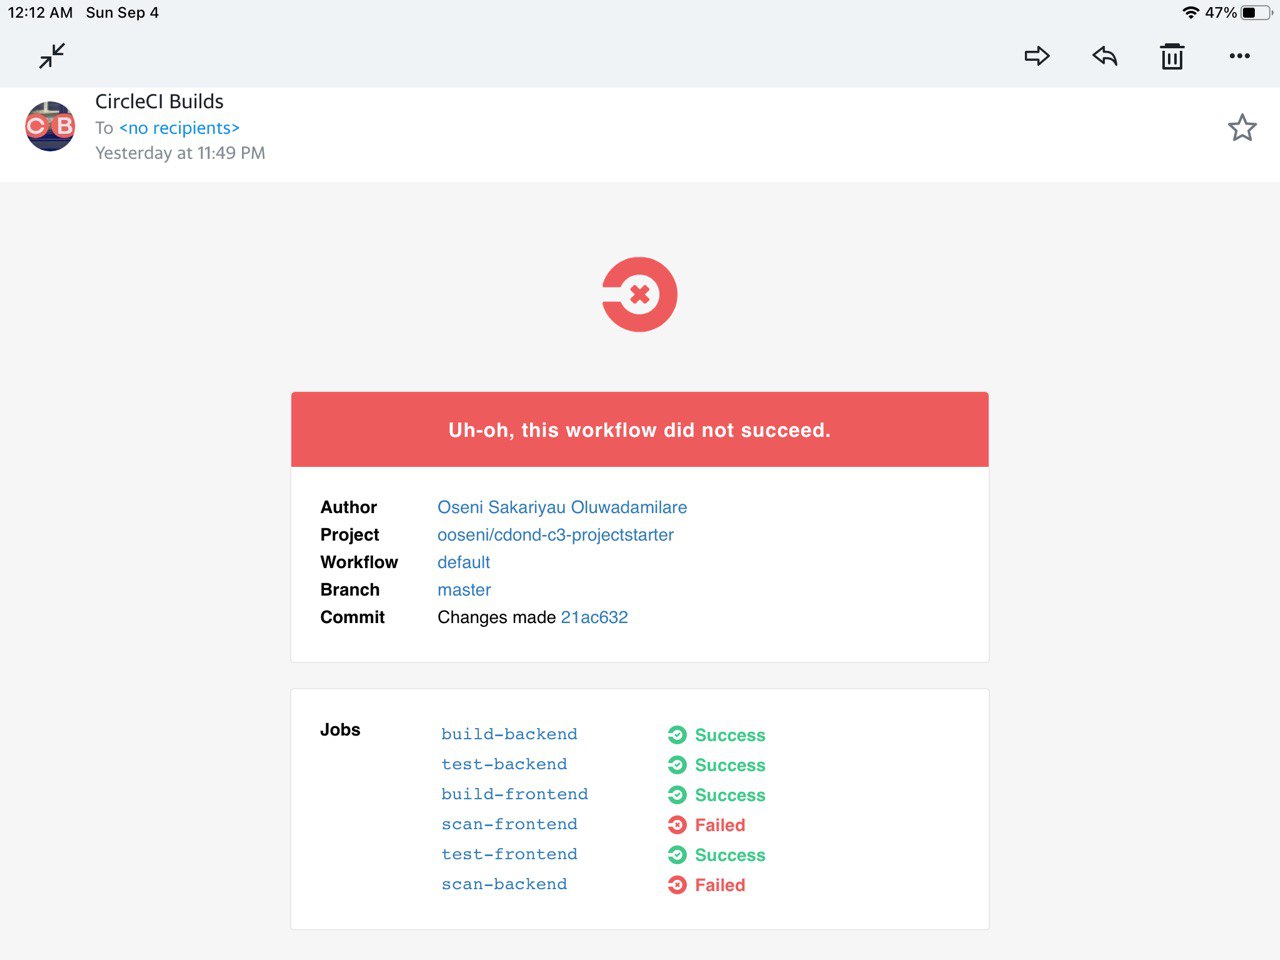 12:12 AM Sun Sep 4 47%
CircleCI Builds
To <no recipients>
Yesterday at 11:49 PM
C B
Uh-oh, this workflow did not succeed.
Author Oseni Sakariyau Oluwadamilare
Project ooseni/cdond-c3-projectstarter
Workflow default
Branch master
Commit Changes made 21ac632
Jobs build-backend Success
test-backend Success
build-frontend Success
scan-frontend Failed
test-frontend Success
scan-backend Failed